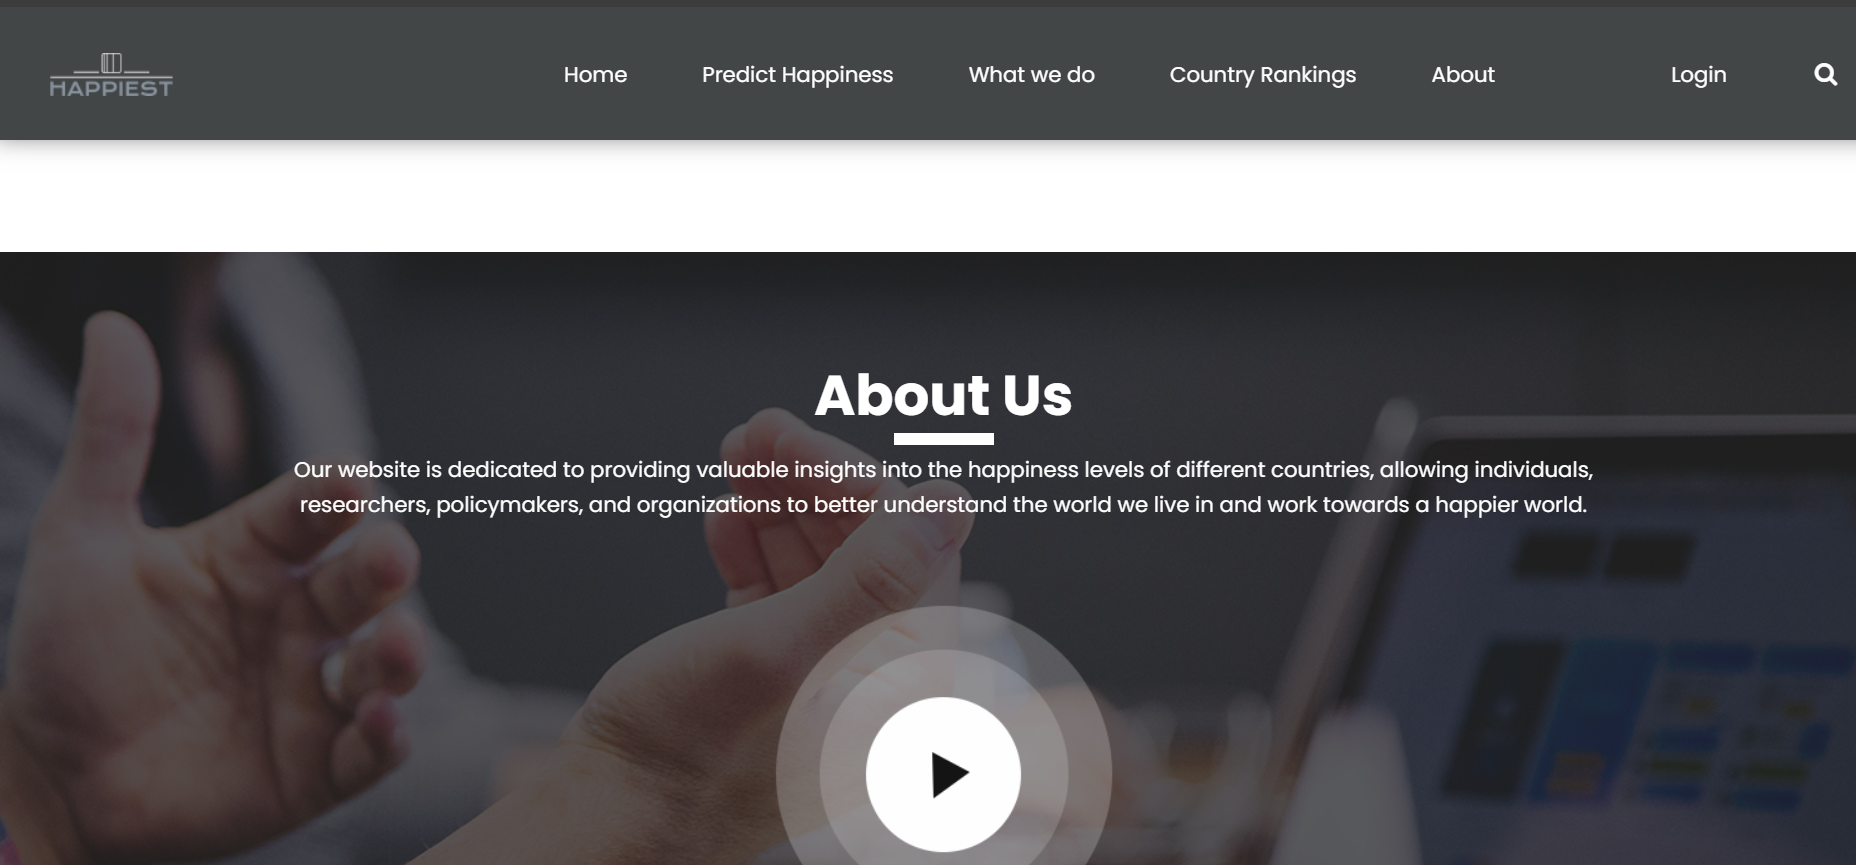 HAPPIEST
Home Predict Happiness What we do Country Rankings About Login
About Us
Our website is dedicated to providing valuable insights into the happiness levels of different countries, allowing individuals,
researchers, policymakers, and organizations to better understand the world we live in and work towards a happier world.